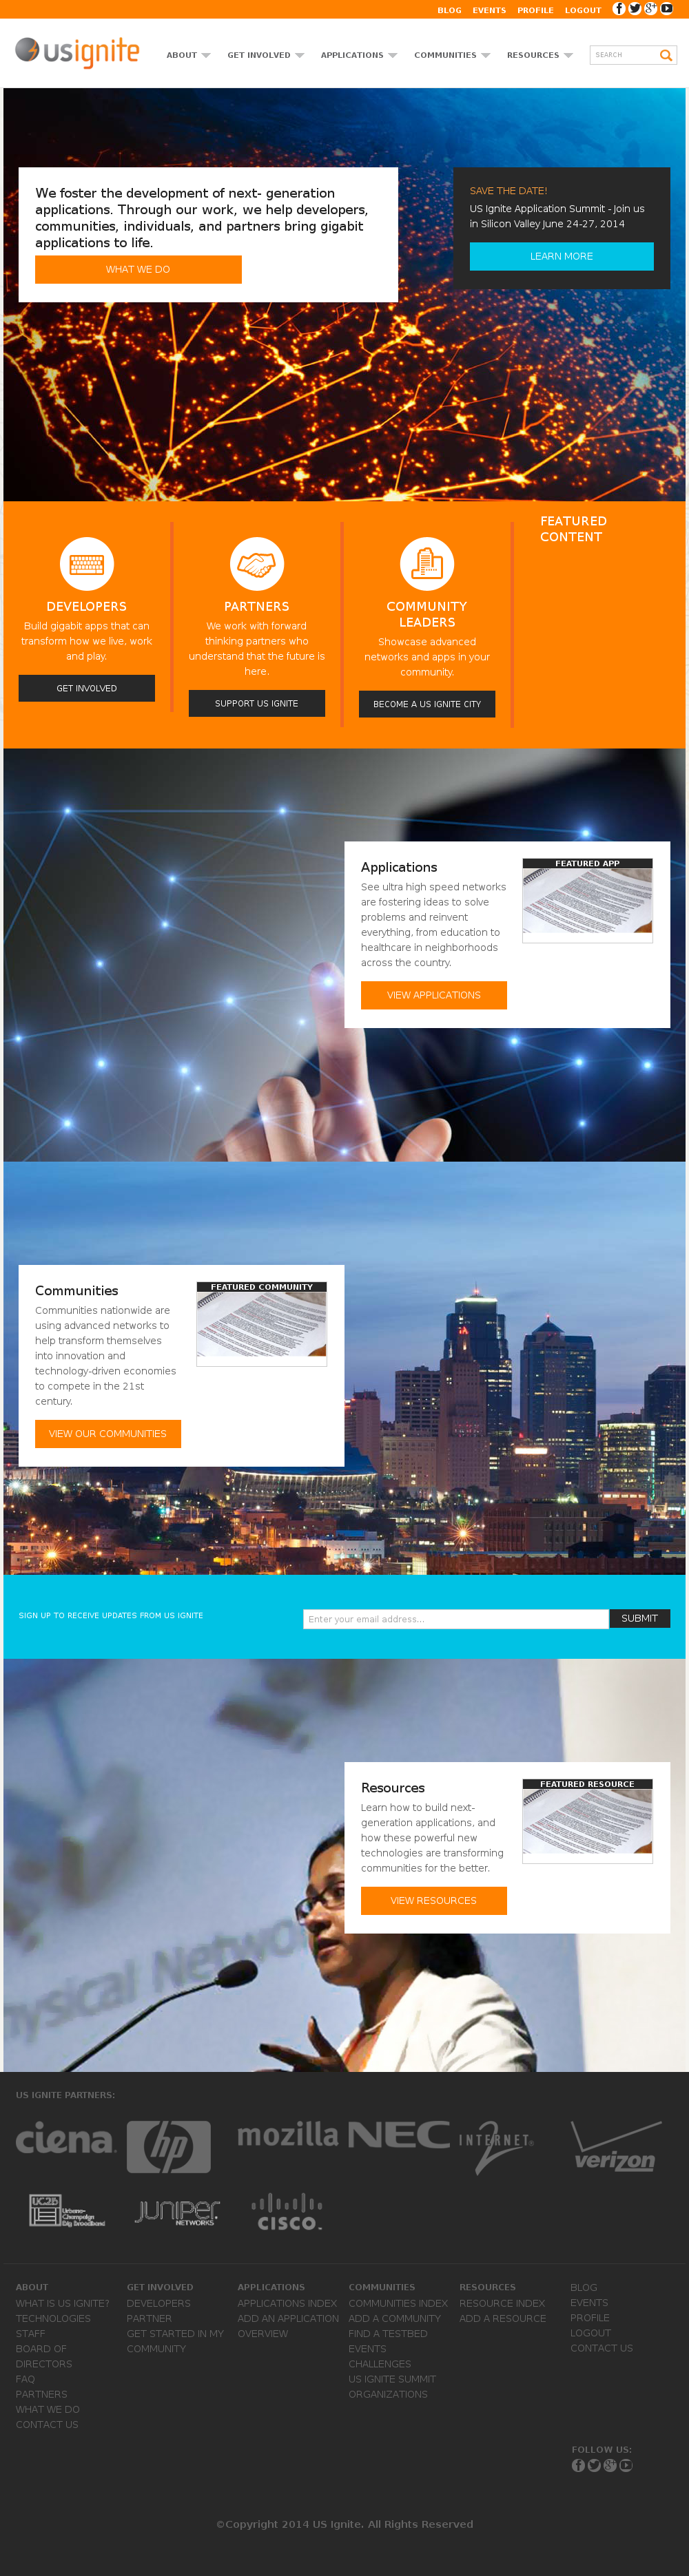 BLOG EVENTS PROFILE LOGOUT
usignite
ABOUT GET INVOLVED APPLICATIONS COMMUNITIES RESOURCES SEARCH
We foster the development of next- generation
applications. Through our work, we help developers,
communities, individuals, and partners bring gigabit
applications to life.
WHAT WE DO
SAVE THE DATE!
US Ignite Application Summit - Join us
in Silicon Valley June 24-27, 2014
LEARN MORE
DEVELOPERS
Build gigabit apps that can
transform how we live, work
and play.
GET INVOLVED
PARTNERS
We work with forward
thinking partners who
understand that the future is
here.
SUPPORT US IGNITE
COMMUNITY
LEADERS
Showcase advanced
networks and apps in your
community.
BECOME A US IGNITE CITY
FEATURED
CONTENT
Applications
See ultra high speed networks
are fostering ideas to solve
problems and reinvent
everything, from education to
healthcare in neighborhoods
across the country.
VIEW APPLICATIONS
FEATURED APP
Communities
Communities nationwide are
using advanced networks to
help transform themselves
into innovation and
technology-driven economies
to compete in the 21st
century.
VIEW OUR COMMUNITIES
FEATURED COMMUNITY
SIGN UP TO RECEIVE UPDATES FROM US IGNITE
Enter your email address...
SUBMIT
Resources
Learn how to build next-
generation applications, and
how these powerful new
technologies are transforming
communities for the better.
VIEW RESOURCES
FEATURED RESOURCE
hysical Netwo
US IGNITE PARTNERS:
ciena hp mozilla NEC INTERNET 2 verizon
UC2B Urbana-Champaign Big Broadband
JUNIPER NETWORKS
CISCO
ABOUT
WHAT IS US IGNITE?
TECHNOLOGIES
STAFF
BOARD OF
DIRECTORS
FAQ
PARTNERS
WHAT WE DO
CONTACT US
GET INVOLVED
DEVELOPERS
PARTNER
GET STARTED IN MY
COMMUNITY
APPLICATIONS
APPLICATIONS INDEX
ADD AN APPLICATION
OVERVIEW
COMMUNITIES
COMMUNITIES INDEX
ADD A COMMUNITY
FIND A TESTBED
EVENTS
CHALLENGES
US IGNITE SUMMIT
ORGANIZATIONS
RESOURCES
RESOURCE INDEX
ADD A RESOURCE
BLOG
EVENTS
PROFILE
LOGOUT
CONTACT US
FOLLOW US:
©Copyright 2014 US Ignite. All Rights Reserved